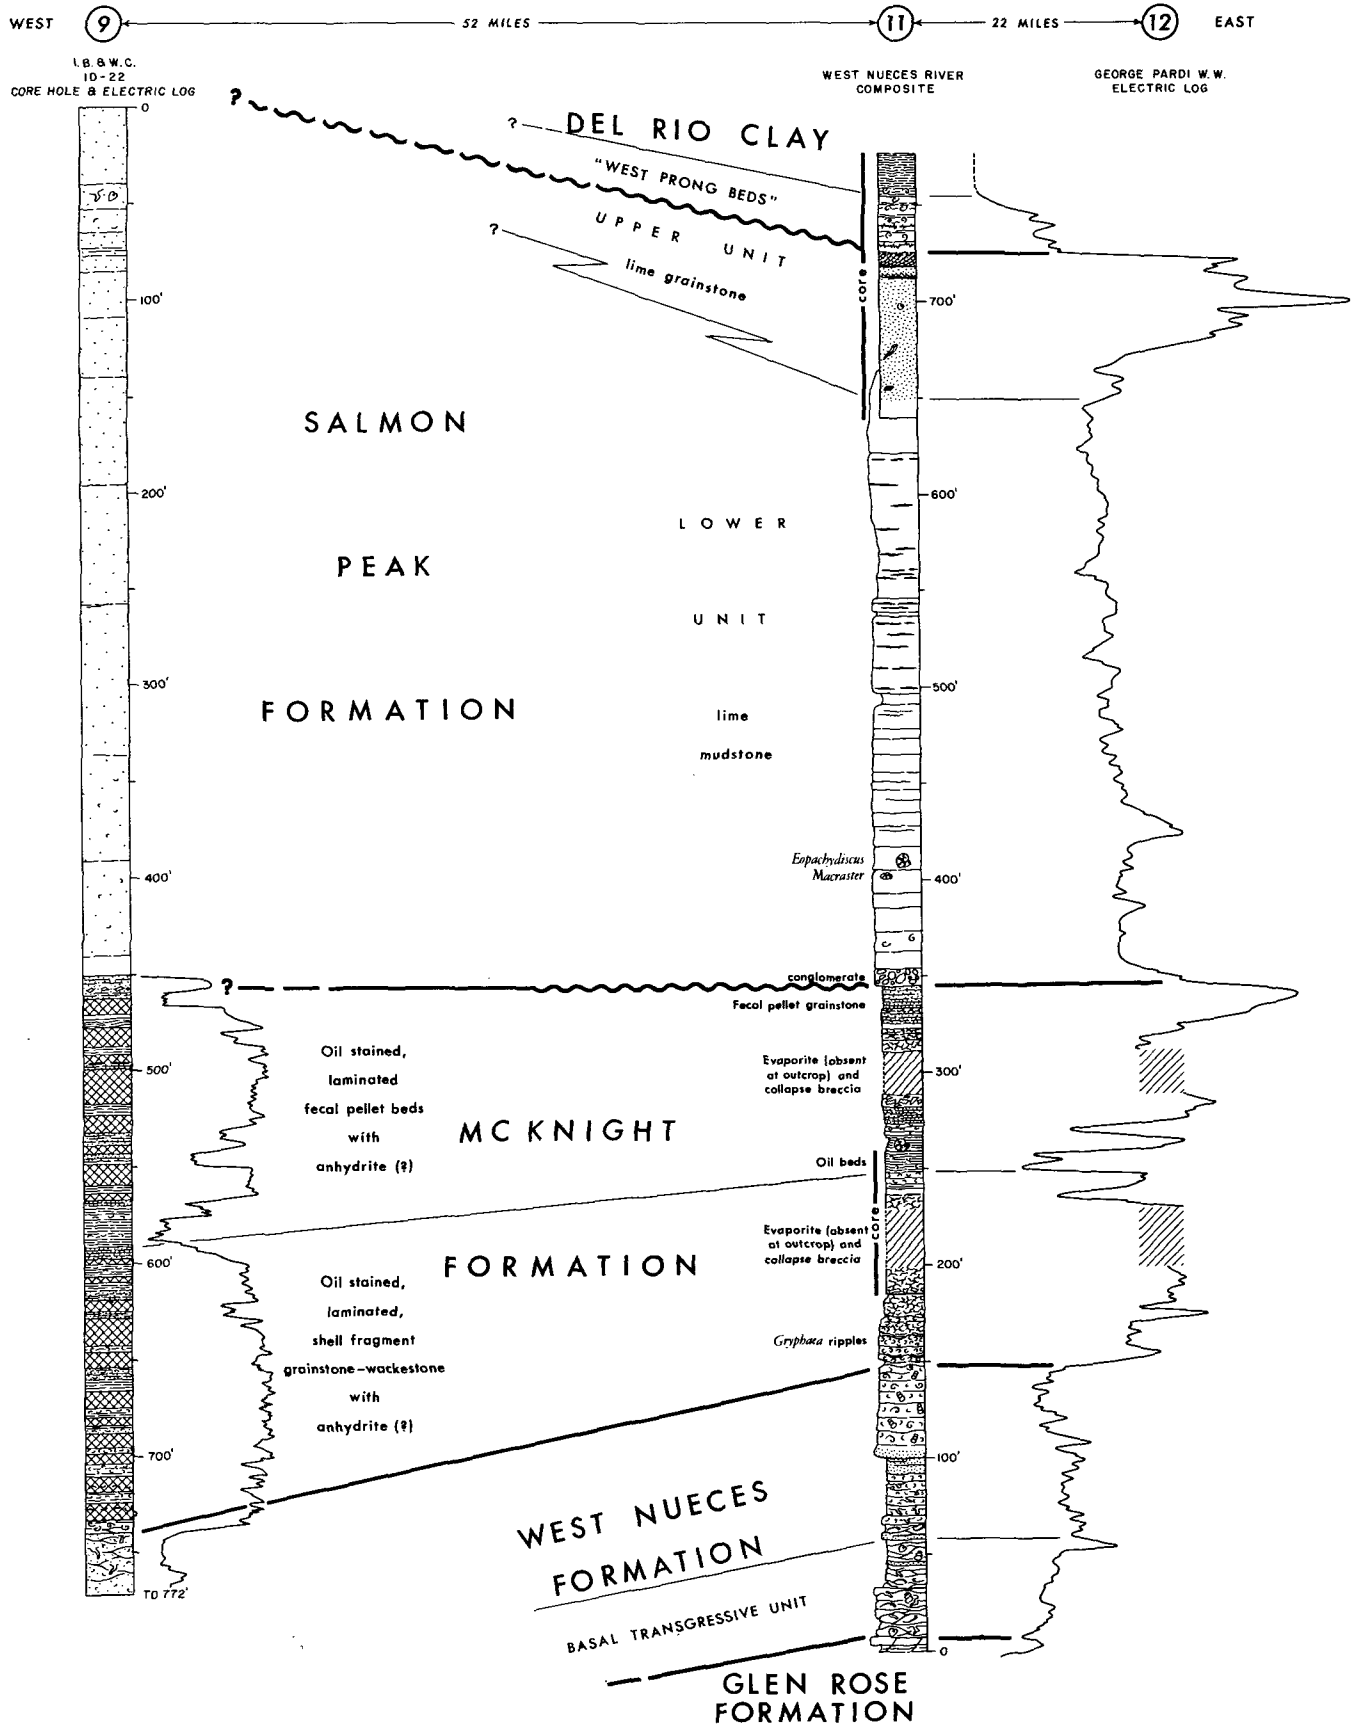 WEST 9 52 MILES 11 22 MILES 12 EAST
I.B. & W.C.
ID-22
CORE HOLE & ELECTRIC LOG
WEST NUECES RIVER
COMPOSITE
GEORGE PARDI W.W.
ELECTRIC LOG
0
100'
200'
300'
400'
500'
600'
700'
TD 772'
?
? DEL RIO CLAY
"WEST PRONG BEDS"
UPPER UNIT
?
lime grainstone
SALMON
PEAK
FORMATION
LOWER
UNIT
lime
mudstone
core
Eopachydiscus
Macraster
conglomerate
?
Fecal pellet grainstone
Oil stained,
laminated
fecal pellet beds
with
anhydrite (?)
MC KNIGHT
FORMATION
Evaporite (absent
at outcrop) and
collapse breccia
Oil beds
core
Evaporite (absent
at outcrop) and
collapse breccia
Oil stained,
laminated,
shell fragment
grainstone-wackestone
with
anhydrite (?)
Gryphaea ripples
WEST NUECES
FORMATION
BASAL TRANSGRESSIVE UNIT
GLEN ROSE
FORMATION
700'
600'
500'
400'
300'
200'
100'
0